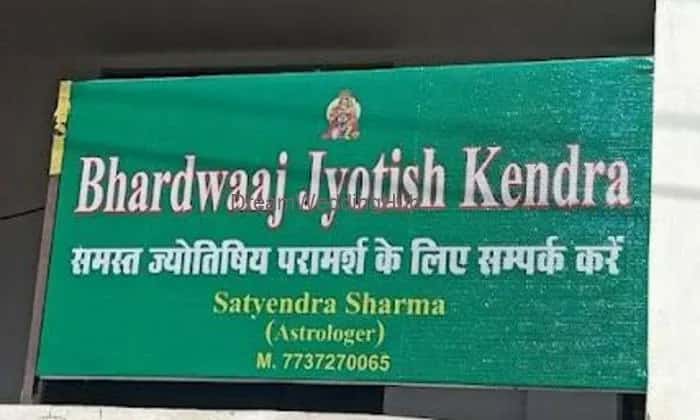 Bhardwaaj Jyotish Kendra
समस्त ज्योतिषिय परामर्श के लिए सम्पर्क करें
Satyendra Sharma
(Astrologer)
M. 7737270065